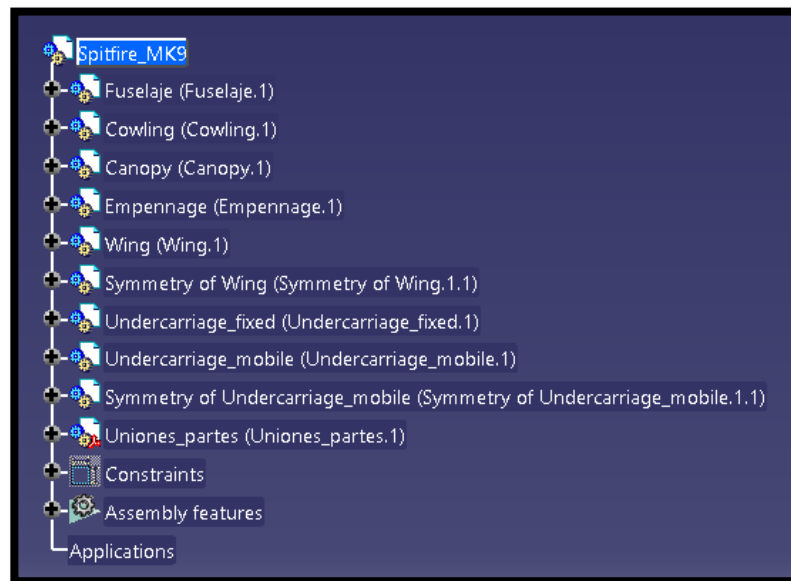 Spitfire_MK9
Fuselaje (Fuselaje.1)
Cowling (Cowling.1)
Canopy (Canopy.1)
Empennage (Empennage.1)
Wing (Wing.1)
Symmetry of Wing (Symmetry of Wing.1.1)
Undercarriage_fixed (Undercarriage_fixed.1)
Undercarriage_mobile (Undercarriage_mobile.1)
Symmetry of Undercarriage_mobile (Symmetry of Undercarriage_mobile.1.1)
Uniones_partes (Uniones_partes.1)
Constraints
Assembly features
Applications